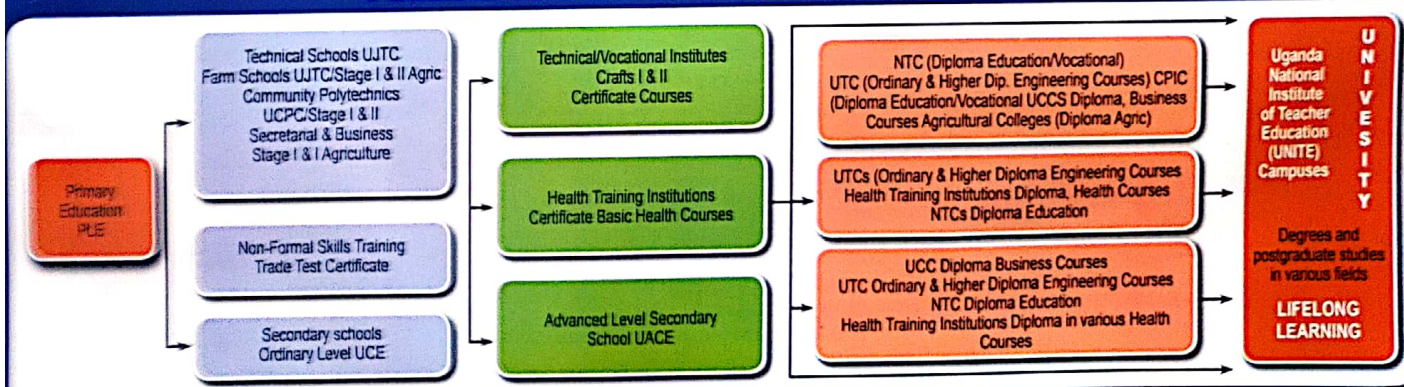 Primary
Education
PLE
Technical Schools UJTC
Farm Schools UJTC/Stage I & II Agric
Community Polytechnics
UCPC/Stage I & II
Secretarial & Business
Stage I & I Agriculture
Non-Formal Skills Training
Trade Test Certificate
Secondary schools
Ordinary Level UCE
Technical/Vocational Institutes
Crafts I & II
Certificate Courses
Health Training Institutions
Certificate Basic Health Courses
Advanced Level Secondary
School UACE
NTC (Diploma Education/Vocational)
UTC (Ordinary & Higher Dip. Engineering Courses) CPIC
(Diploma Education/Vocational UCCS Diploma, Business
Courses Agricultural Colleges (Diploma Agric)
UTCs (Ordinary & Higher Diploma Engineering Courses
Health Training Institutions Diploma, Health Courses
NTCs Diploma Education
UCC Diploma Business Courses
UTC Ordinary & Higher Diploma Engineering Courses
NTC Diploma Education
Health Training Institutions Diploma in various Health
Courses
Uganda
National
Institute
of Teacher
Education
(UNITE)
Campuses
UNIVESITY
Degrees and
postgraduate studies
in various fields
LIFELONG
LEARNING